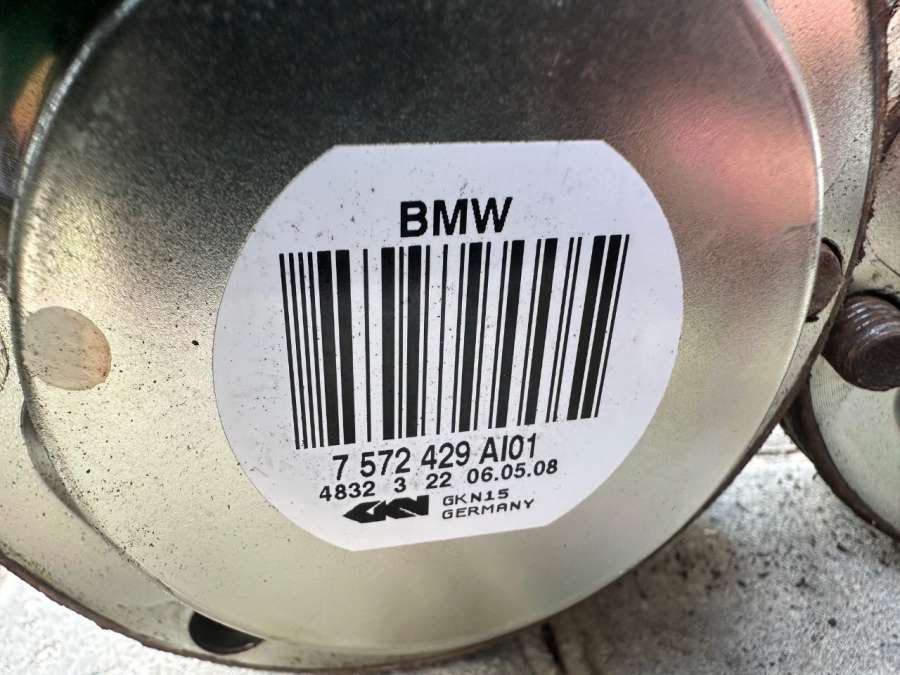 BMW
7 572 429 AI01
4832 3 22 06.05.08
GKN GKN15
GERMANY